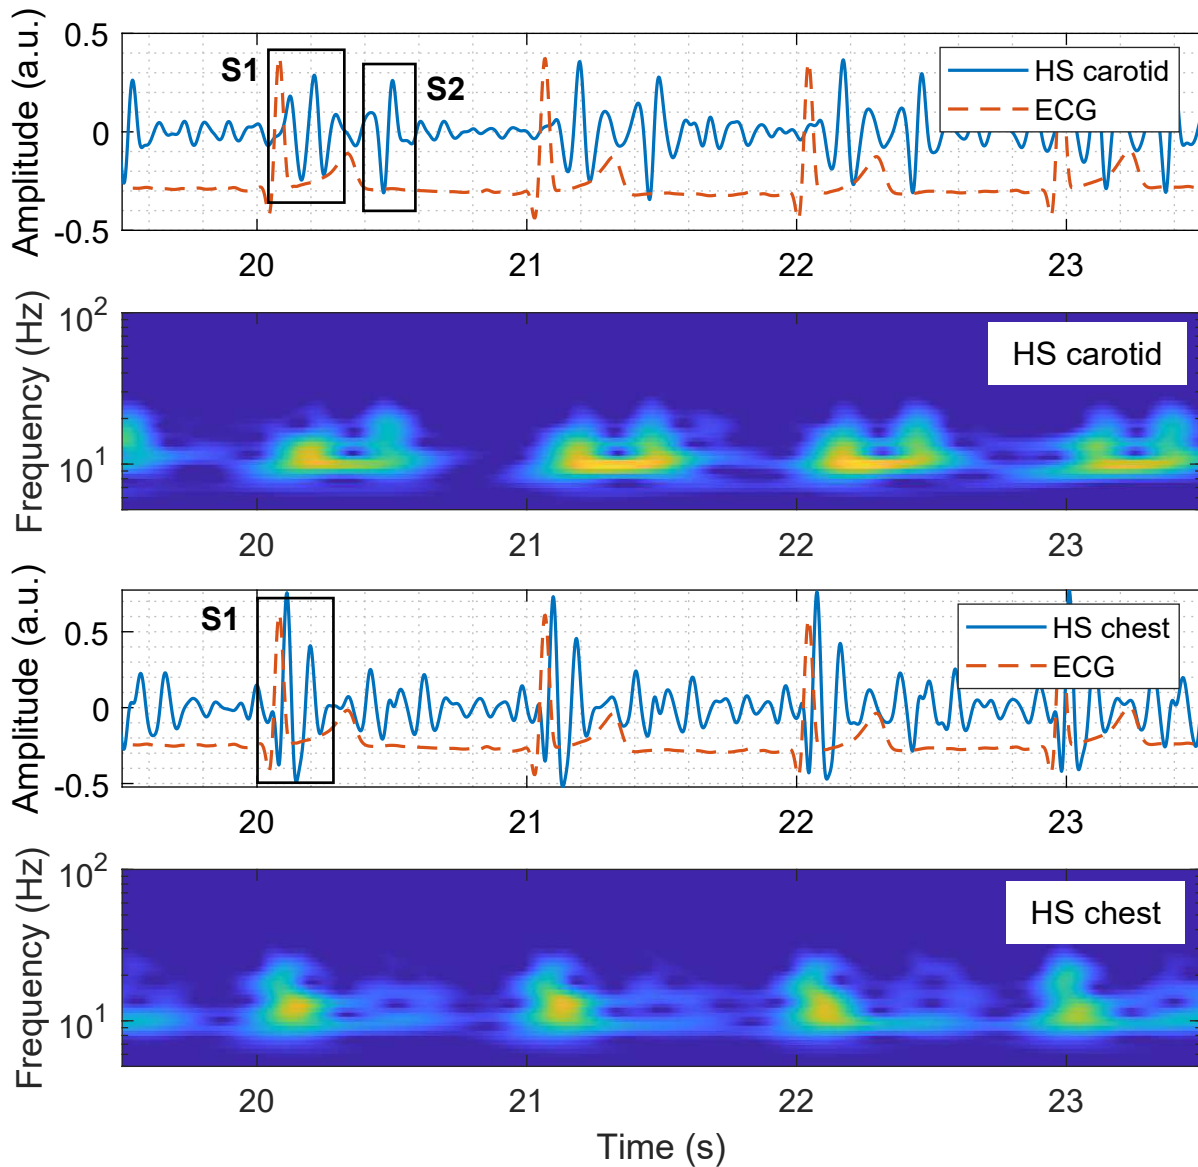 Amplitude (a.u.)
0.5
0
-0.5
S1
S2
HS carotid
ECG
20
21
22
23
Frequency (Hz)
10^2
10^1
HS carotid
20
21
22
23
Amplitude (a.u.)
0.5
0
-0.5
S1
HS chest
ECG
20
21
22
23
Frequency (Hz)
10^2
10^1
HS chest
20
21
22
23
Time (s)